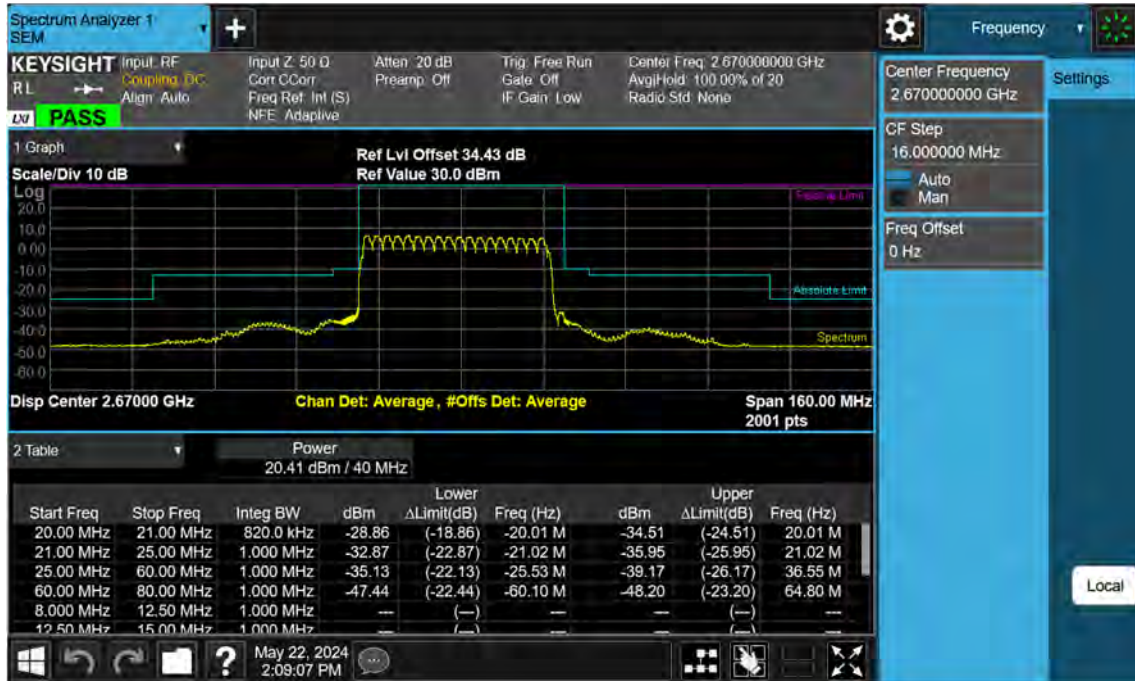 Spectrum Analyzer 1
SEM
+
Frequency
KEYSIGHT
RL
LXI PASS
Input: RF
Coupling: DC
Align: Auto
Input Z: 50 Ω
Corr CCorr
Freq Ref: Int (S)
NFE: Adaptive
Atten: 20 dB
Preamp: Off
Trig: Free Run
Gate: Off
IF Gain: Low
Center Freq: 2.670000000 GHz
Avg|Hold: 100.00% of 20
Radio Std: None
Center Frequency
2.670000000 GHz
Settings
CF Step
16.000000 MHz
Auto
Man
Freq Offset
0 Hz
Local
1 Graph
Scale/Div 10 dB
Ref Lvl Offset 34.43 dB
Ref Value 30.0 dBm
Log
20.0
10.0
0.00
-10.0
-20.0
-30.0
-40.0
-50.0
-60.0
Absolute Limit
Spectrum
Disp Center 2.67000 GHz
Chan Det: Average, #Offs Det: Average
Span 160.00 MHz
2001 pts
2 Table
Power
20.41 dBm / 40 MHz
Lower Upper
Start Freq Stop Freq Integ BW dBm ΔLimit(dB) Freq (Hz) dBm ΔLimit(dB) Freq (Hz)
20.00 MHz 21.00 MHz 820.0 kHz -28.86 (-18.86) -20.01 M -34.51 (-24.51) 20.01 M
21.00 MHz 25.00 MHz 1.000 MHz -32.87 (-22.87) -21.02 M -35.95 (-25.95) 21.02 M
25.00 MHz 60.00 MHz 1.000 MHz -35.13 (-22.13) -25.53 M -39.17 (-26.17) 36.55 M
60.00 MHz 80.00 MHz 1.000 MHz -47.44 (-22.44) -60.10 M -48.20 (-23.20) 64.80 M
8.000 MHz 12.50 MHz 1.000 MHz --- (---) --- --- (---) ---
12.50 MHz 15.00 MHz 1.000 MHz --- (---) --- --- (---) ---
?
May 22, 2024
2:09:07 PM